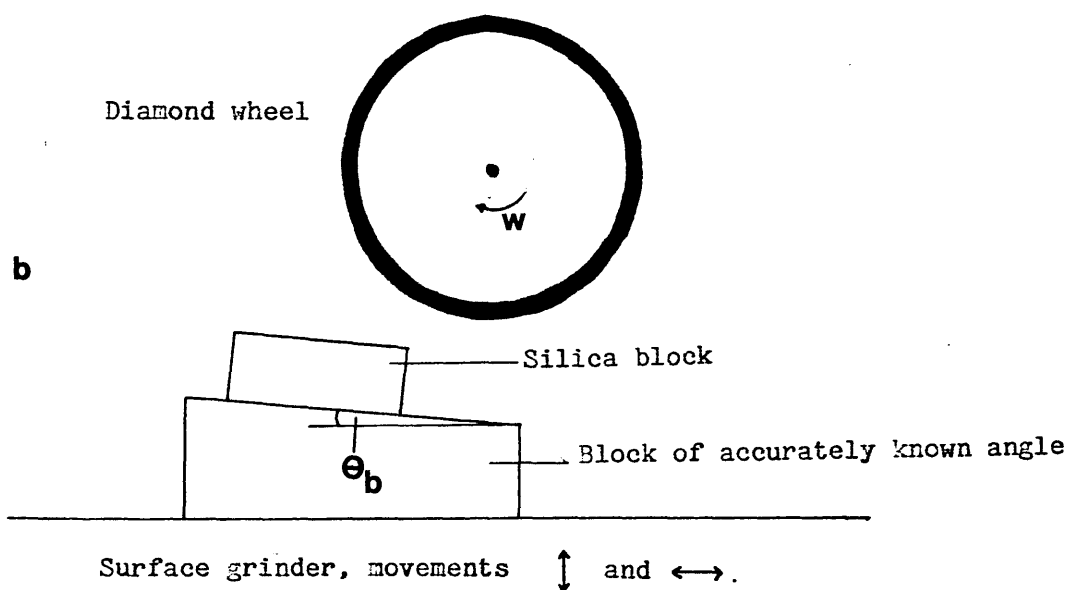 Diamond wheel
w
b
Silica block
Θb
Block of accurately known angle
Surface grinder, movements ↕ and ↔.